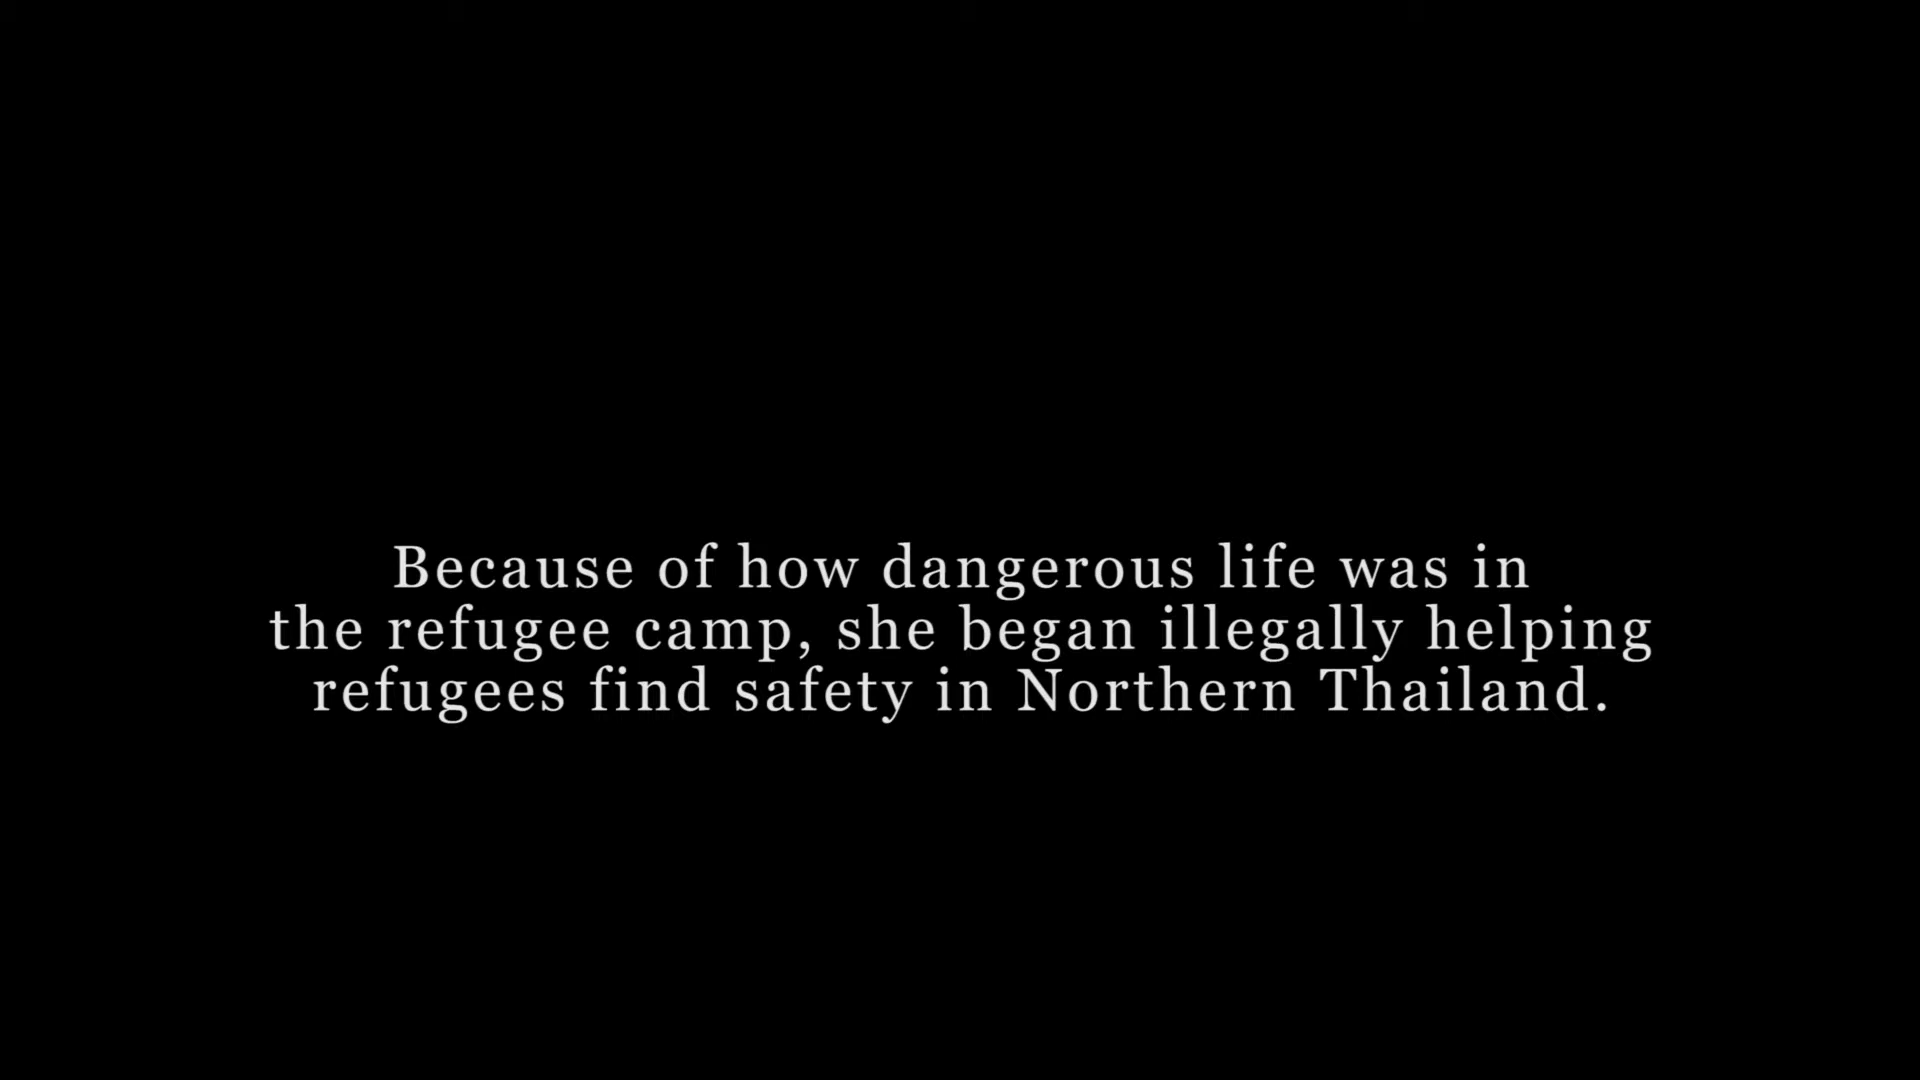 Because of how dangerous life was in
the refugee camp, she began illegally helping
refugees find safety in Northern Thailand.